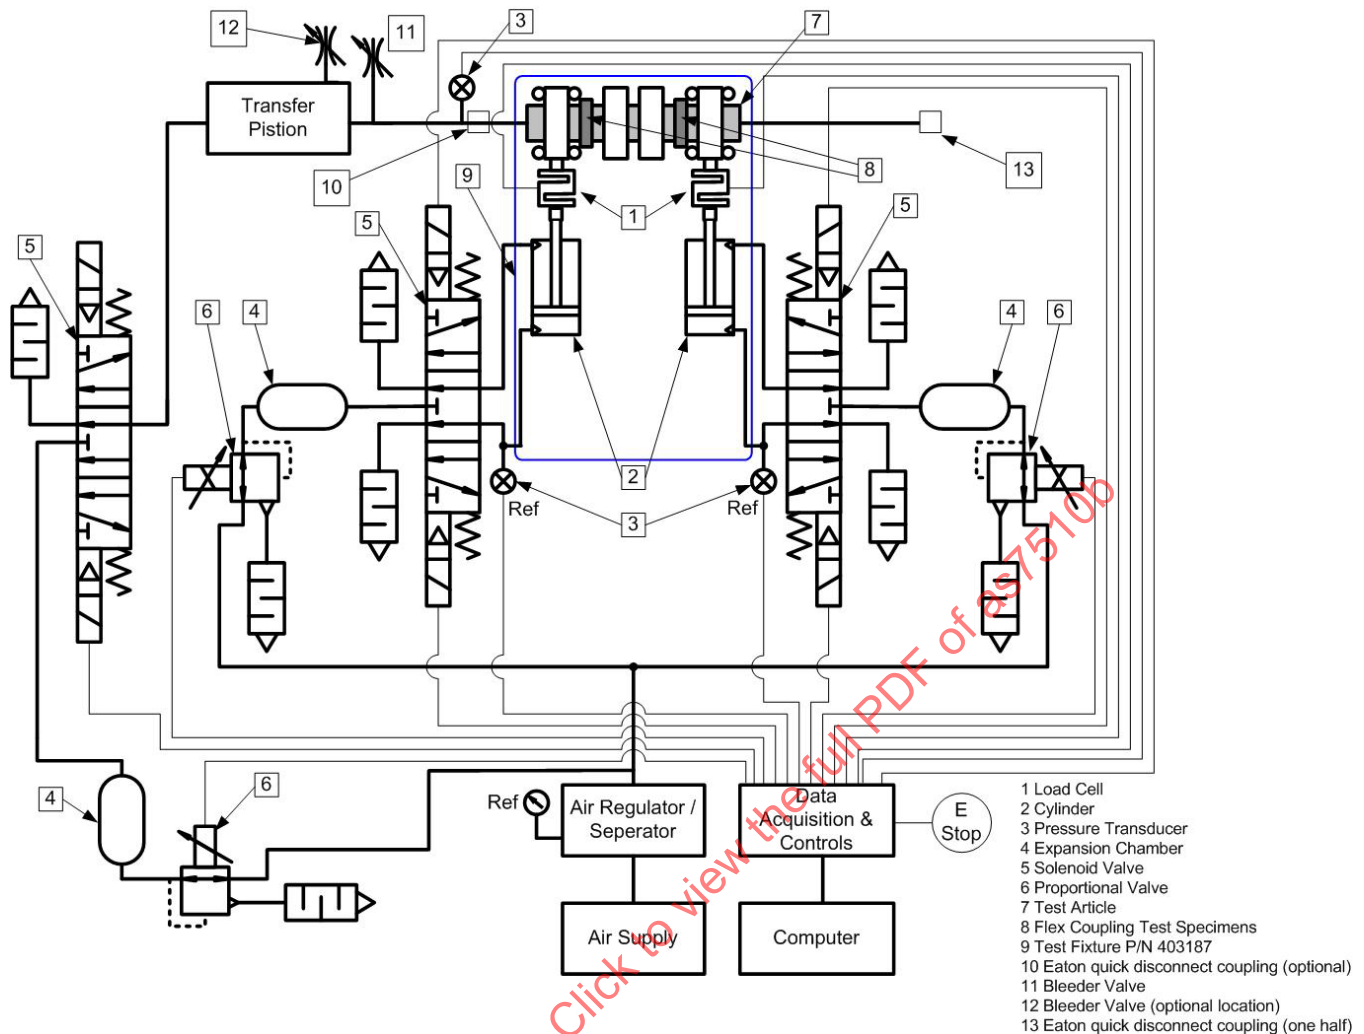 12
11
3
7
Transfer
Pistion
10
9
8
13
1
5
5
5
6
4
4
6
2
Ref
Ref
3
4
6
Ref
Air Regulator /
Seperator
Data
Acquisition &
Controls
E
Stop
Air Supply
Computer
1 Load Cell
2 Cylinder
3 Pressure Transducer
4 Expansion Chamber
5 Solenoid Valve
6 Proportional Valve
7 Test Article
8 Flex Coupling Test Specimens
9 Test Fixture P/N 403187
10 Eaton quick disconnect coupling (optional)
11 Bleeder Valve
12 Bleeder Valve (optional location)
13 Eaton quick disconnect coupling (one half)
Click to view the full PDF of as7510b